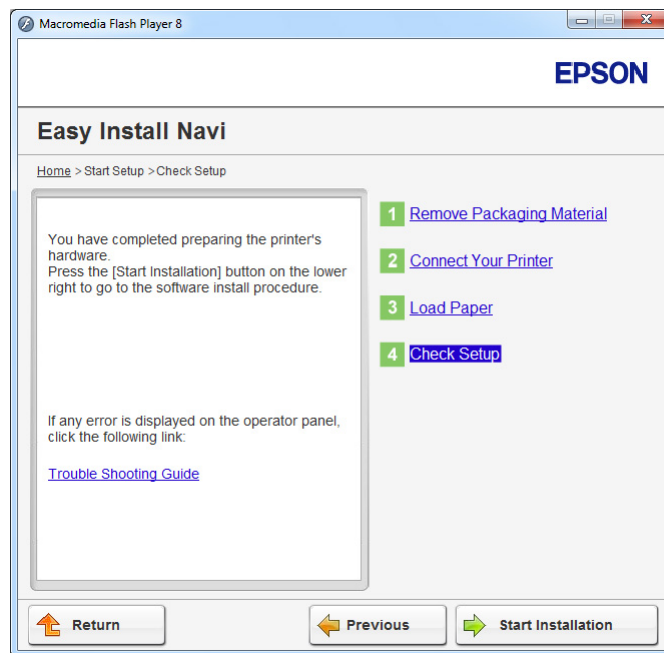 Macromedia Flash Player 8
EPSON
Easy Install Navi
Home > Start Setup >Check Setup
You have completed preparing the printer's
hardware.
Press the [Start Installation] button on the lower
right to go to the software install procedure.
If any error is displayed on the operator panel,
click the following link:
Trouble Shooting Guide
1 Remove Packaging Material
2 Connect Your Printer
3 Load Paper
4 Check Setup
Return
Previous
Start Installation